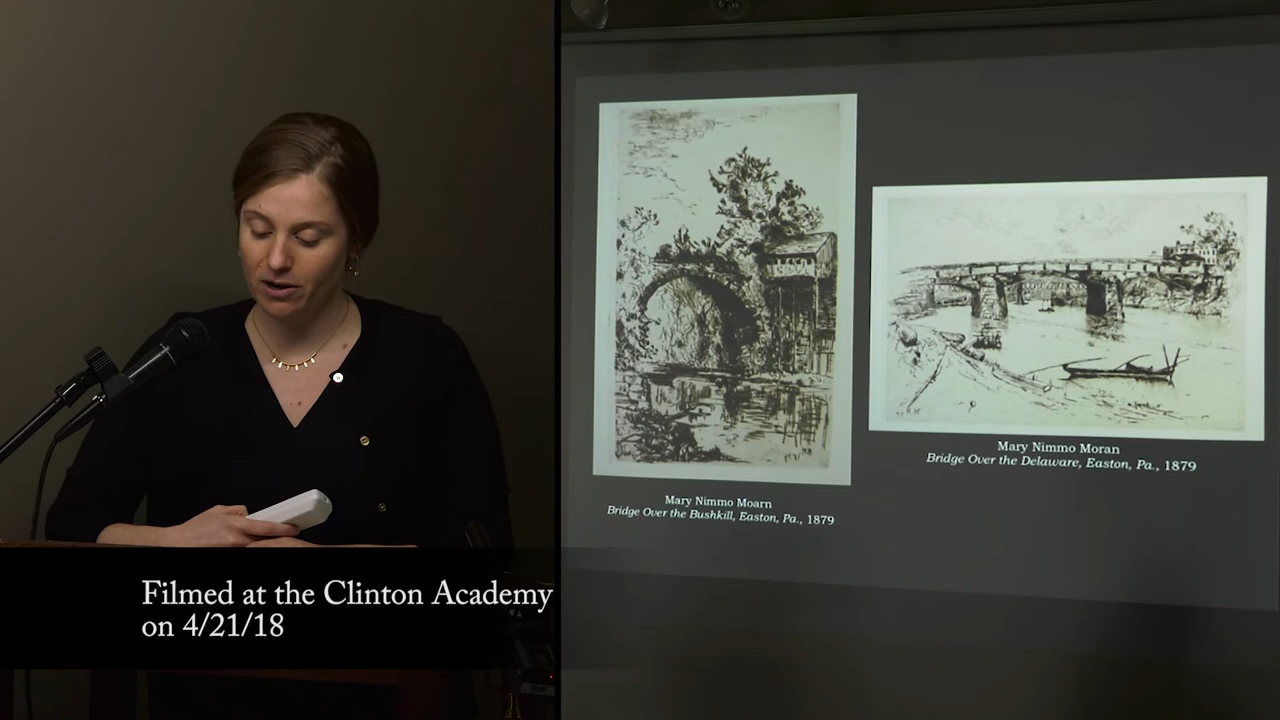 Filmed at the Clinton Academy
on 4/21/18
Mary Nimmo Moarn
Bridge Over the Bushkill, Easton, Pa., 1879
Mary Nimmo Moran
Bridge Over the Delaware, Easton, Pa., 1879